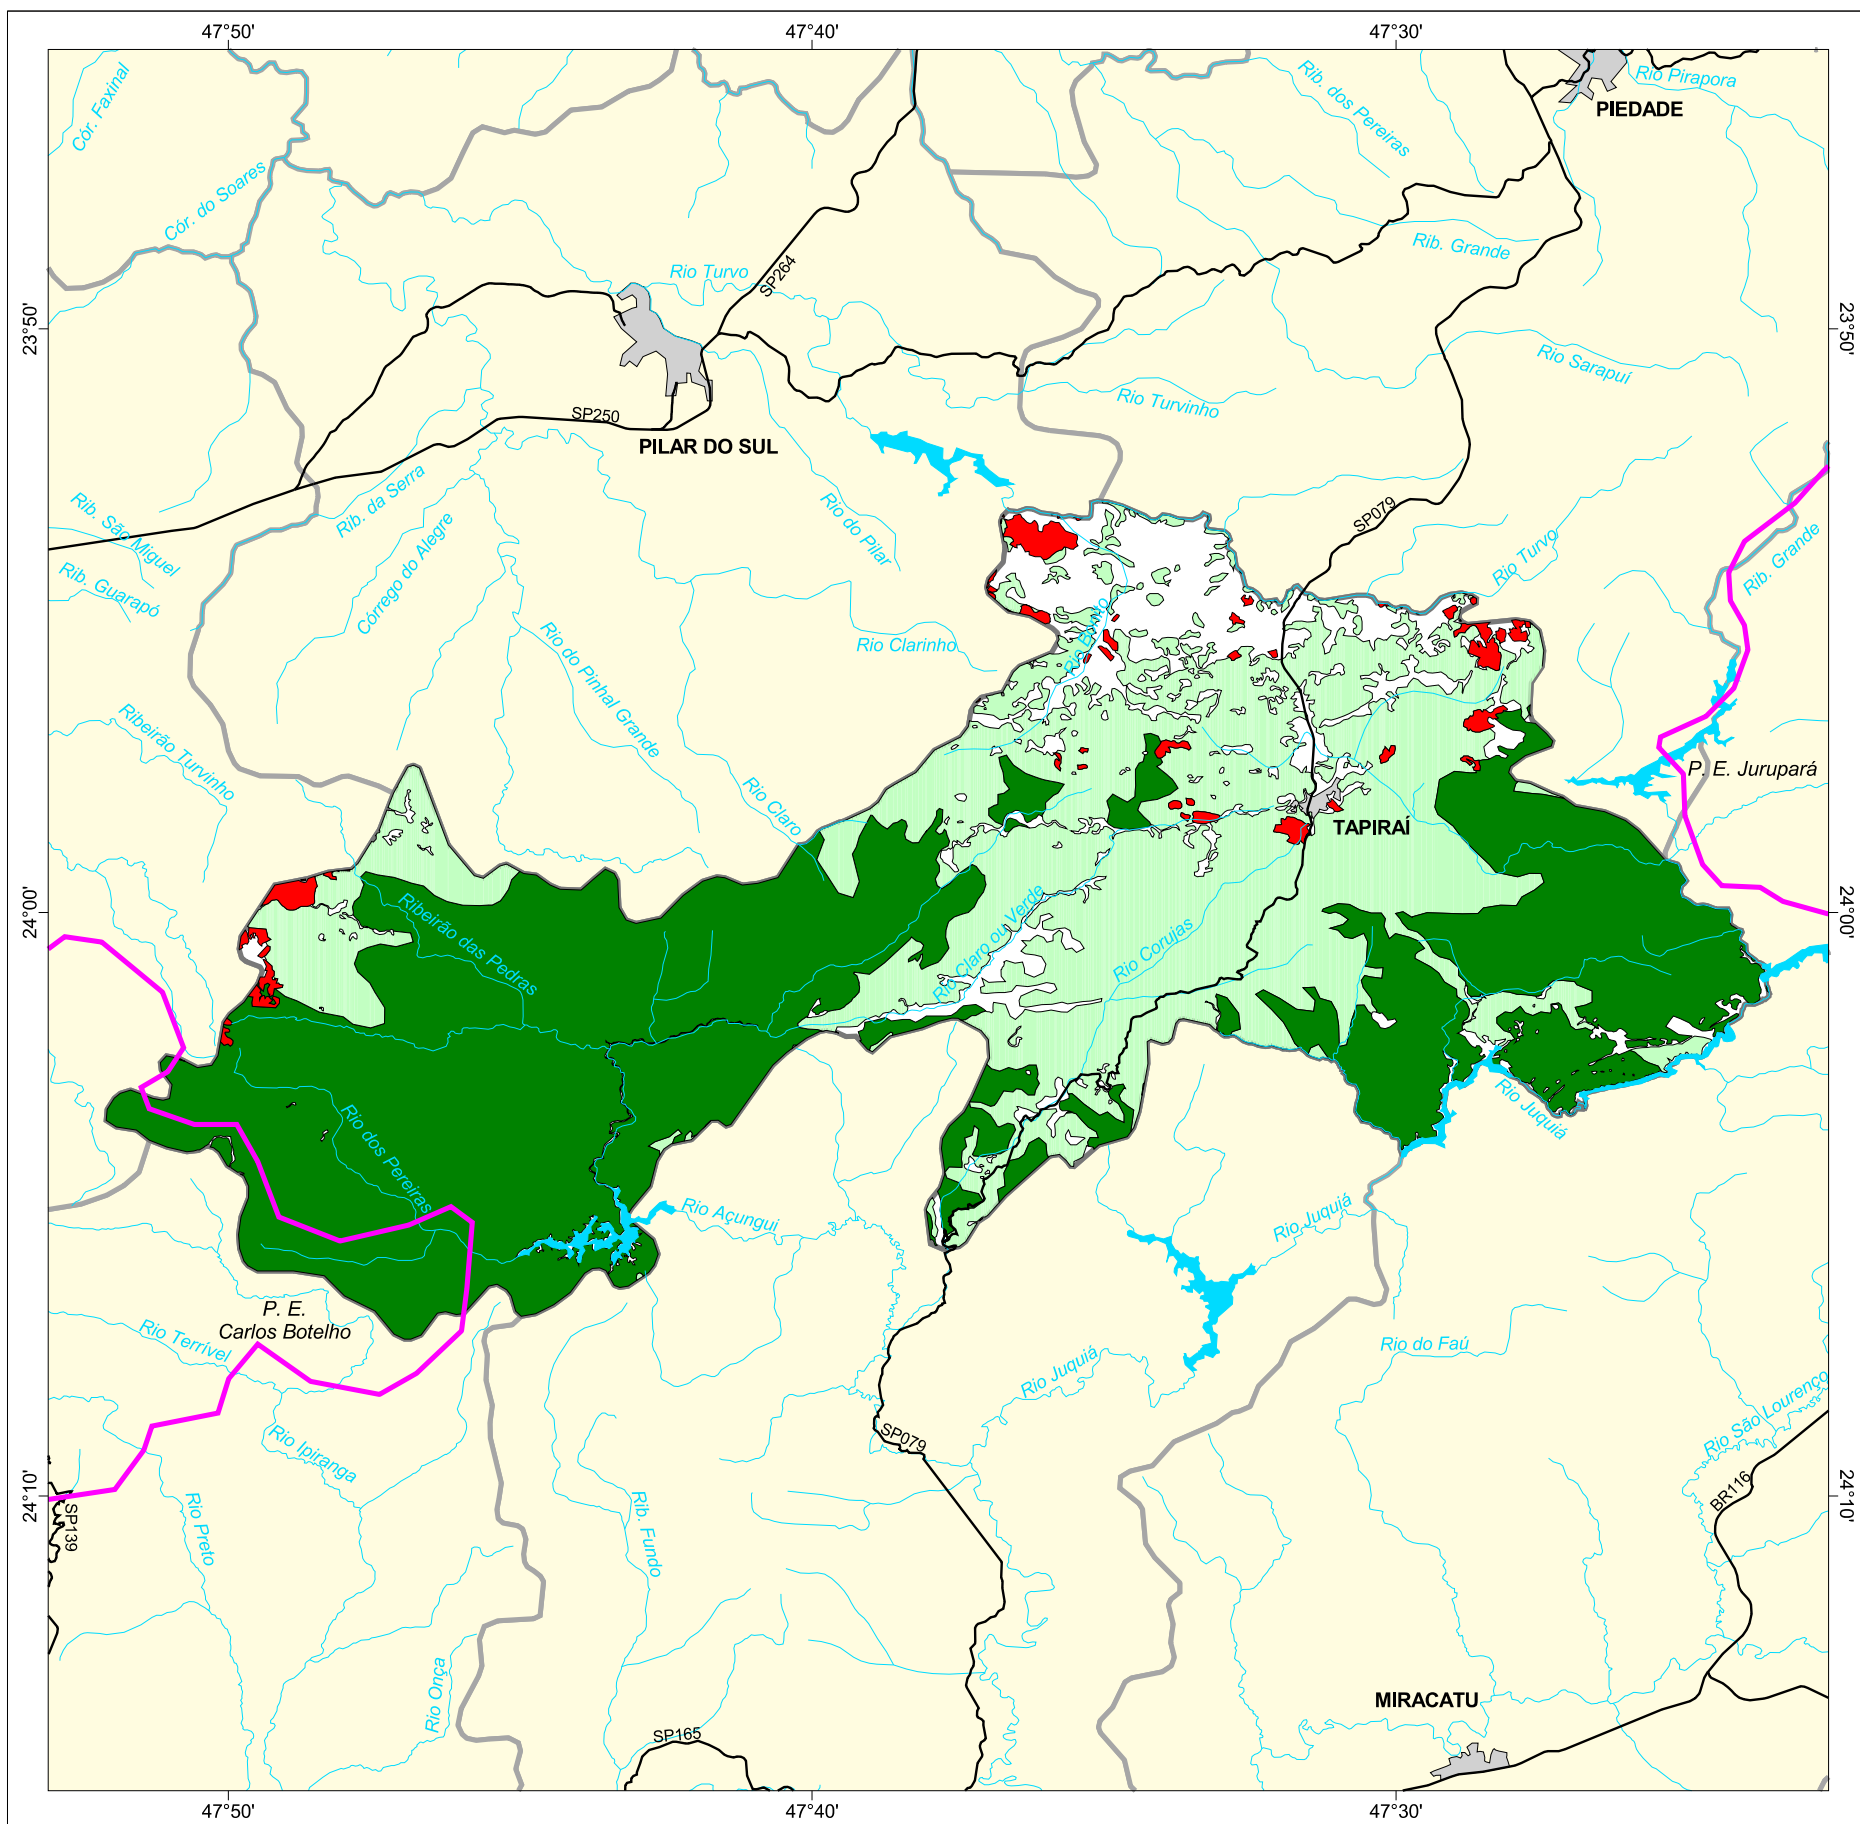 47°50'
47°40'
47°30'
Cór. Faxinal
Rib. dos Pereiras
Rio Pirapora
PIEDADE
Cór. do Soares
Rib. Grande
Rio Turvo
SP264
23°50'
23°50'
Rio Sarapuí
Rio Turvinho
SP250
PILAR DO SUL
Rib. da Serra
Rib. São Miguel
Córrego do Alegre
Rio do Pilar
SP079
Rio Turvo
Rib. Grande
Rib. Guarapó
Rio Bonito
Rio Clarinho
Rio do Pinhal Grande
Ribeirão Turvinho
P. E. Jurupará
Rio Claro
TAPIRAÍ
24°00'
24°00'
Ribeirão das Pedras
Rio Claro ou Verde
Rio Corujas
Rio dos Pereiras
Rio Juquiá
Rio Açungui
Rio Juquiá
P. E.
Carlos Botelho
Rio Terrível
Rio do Faú
Rio Juquiá
Rio São Lourenço
SP079
Rio Ipiranga
24°10'
24°10'
BR116
SP139
Rio Preto
Rib. Fundo
Rio Onça
MIRACATU
SP165
47°50'
47°40'
47°30'